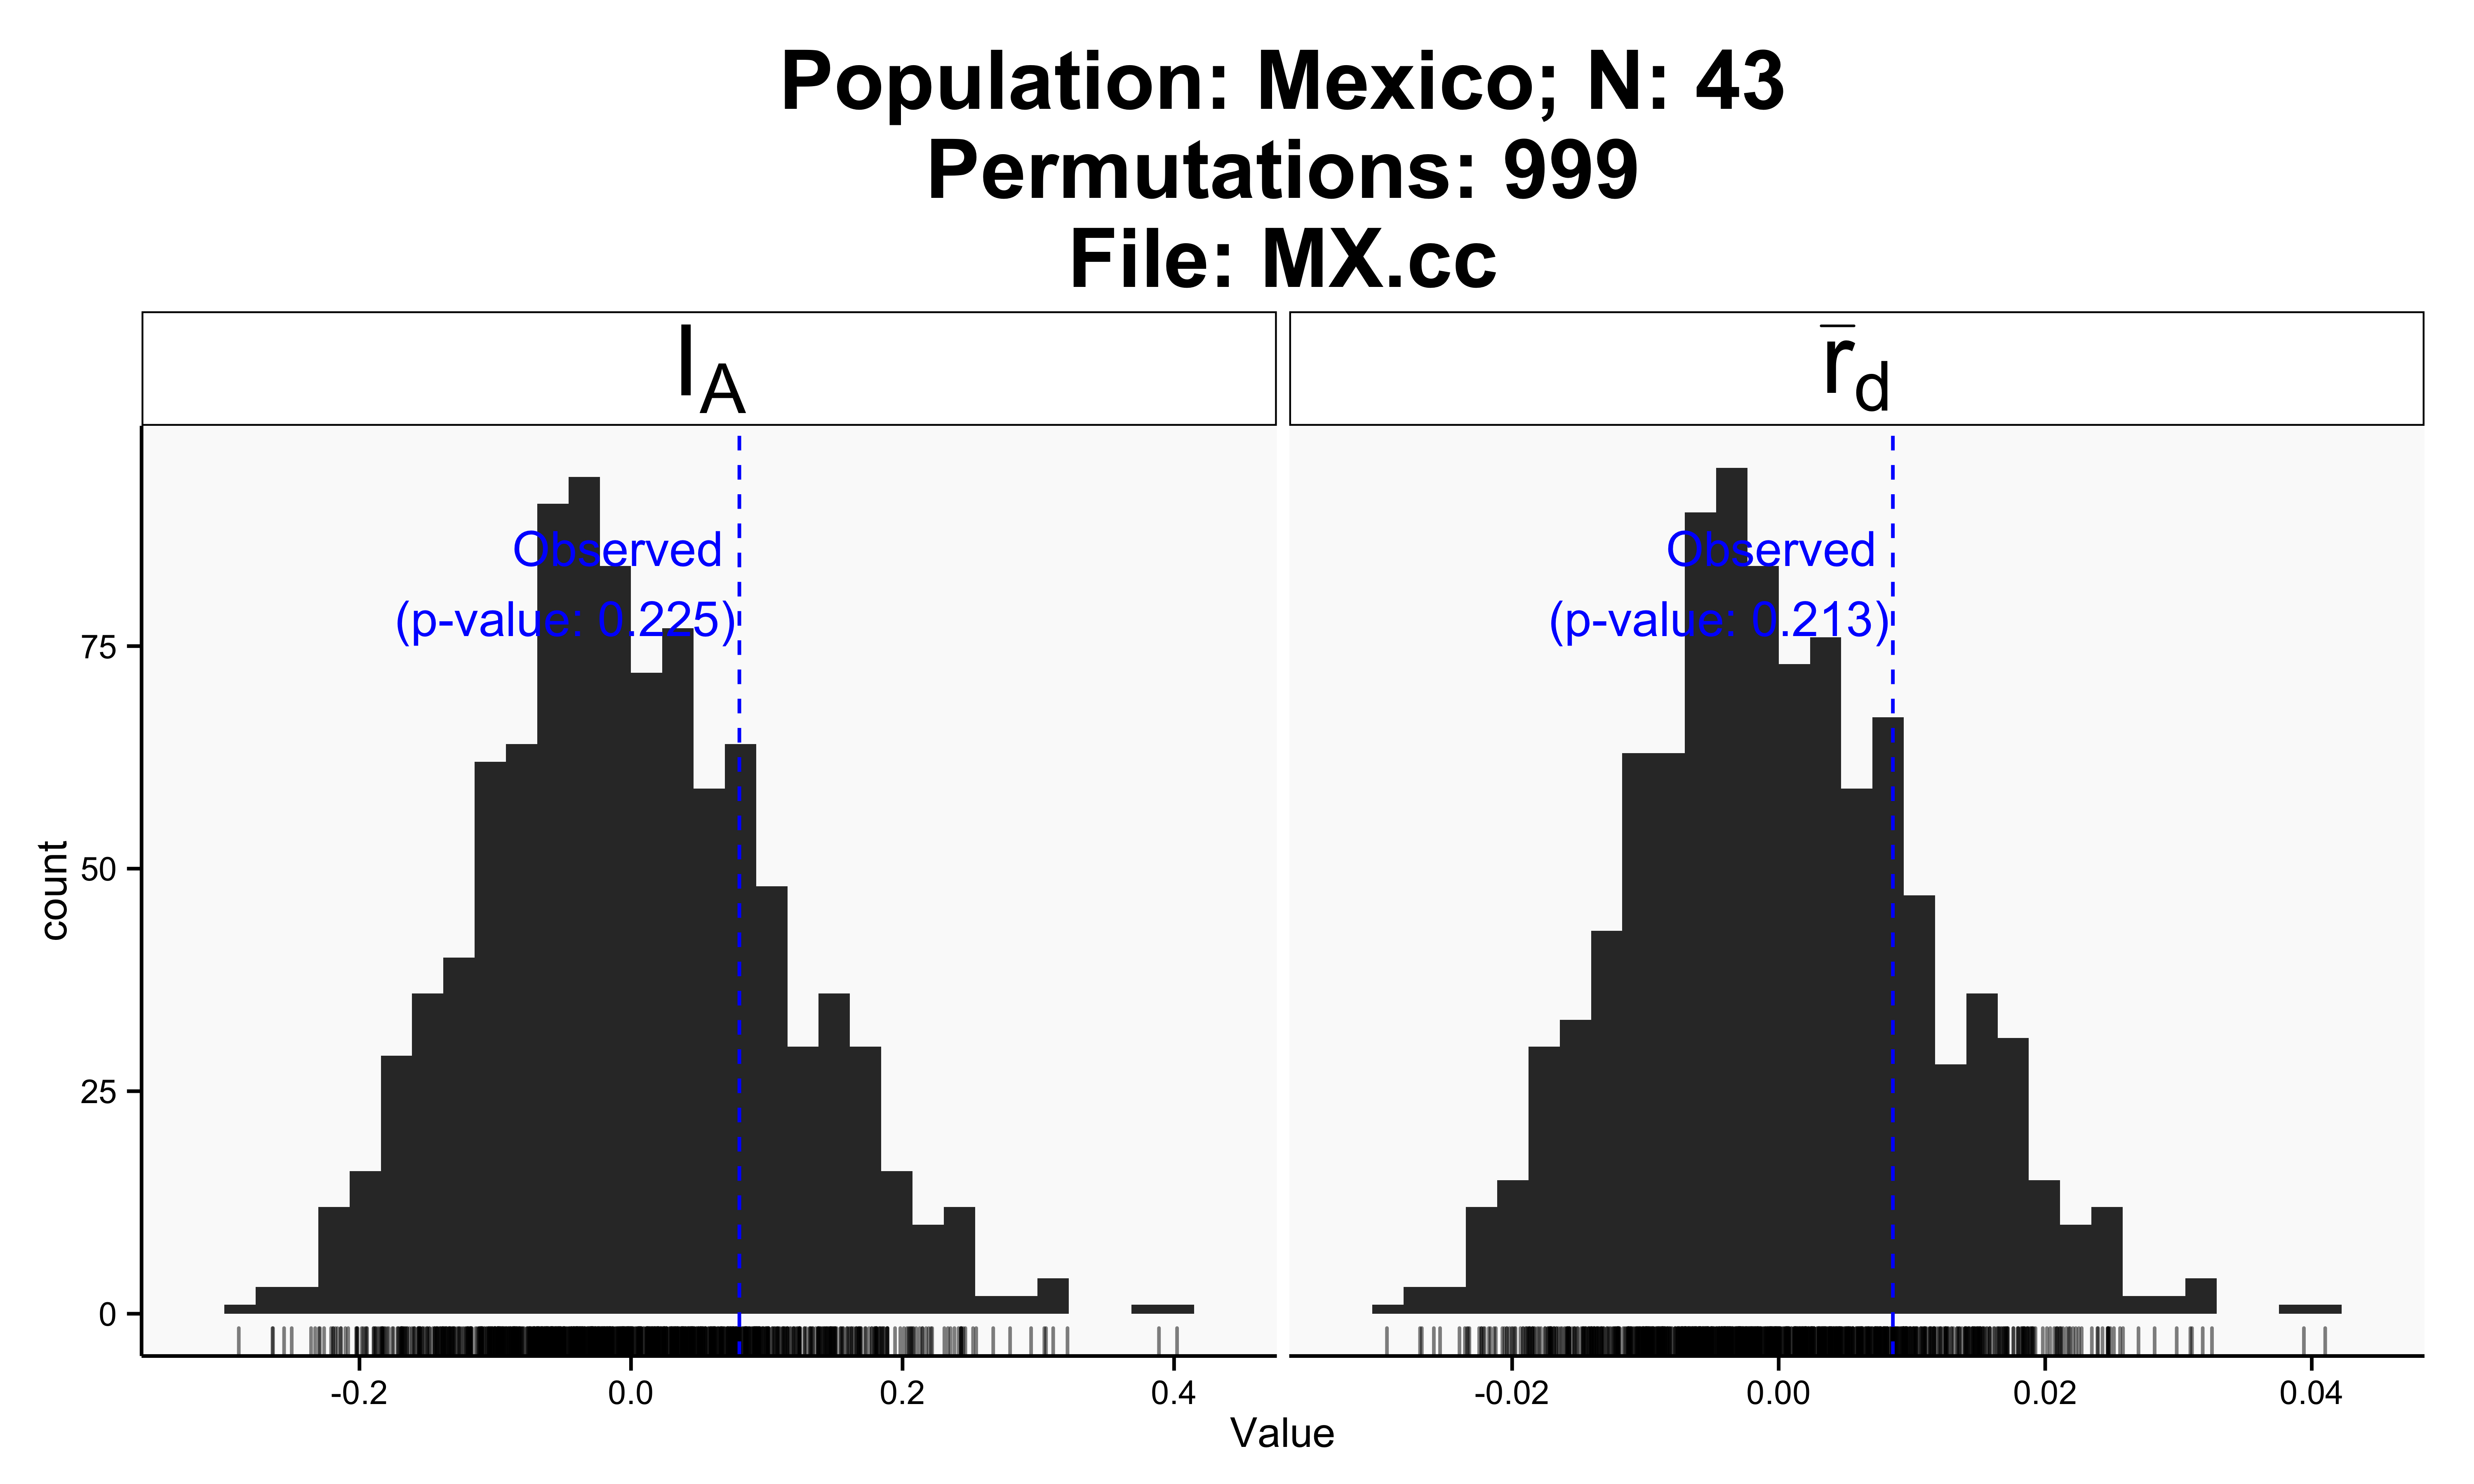 Population: Mexico; N: 43
Permutations: 999
File: MX.cc
I_A
r̄_d
Observed
(p-value: 0.225)
Observed
(p-value: 0.213)
75
50
25
0
count
-0.2 0.0 0.2 0.4
-0.02 0.00 0.02 0.04
Value